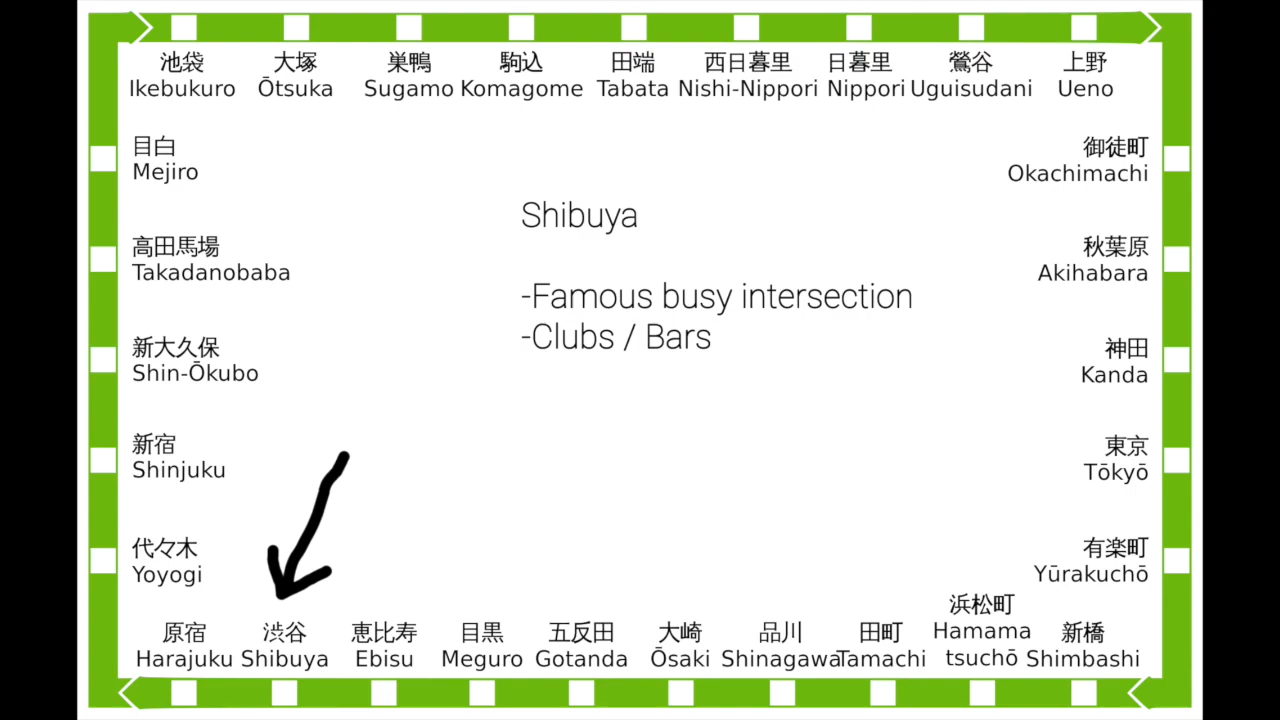 池袋
Ikebukuro
大塚
Ōtsuka
巣鴨
Sugamo
駒込
Komagome
田端
Tabata
西日暮里
Nishi-Nippori
日暮里
Nippori
鶯谷
Uguisudani
上野
Ueno
目白
Mejiro
高田馬場
Takadanobaba
新大久保
Shin-Ōkubo
新宿
Shinjuku
代々木
Yoyogi
Shibuya
-Famous busy intersection
-Clubs / Bars
御徒町
Okachimachi
秋葉原
Akihabara
神田
Kanda
東京
Tōkyō
有楽町
Yūrakuchō
原宿
Harajuku
渋谷
Shibuya
恵比寿
Ebisu
目黒
Meguro
五反田
Gotanda
大崎
Ōsaki
品川
Shinagawa
田町
Tamachi
浜松町
Hamama
tsuchō
新橋
Shimbashi